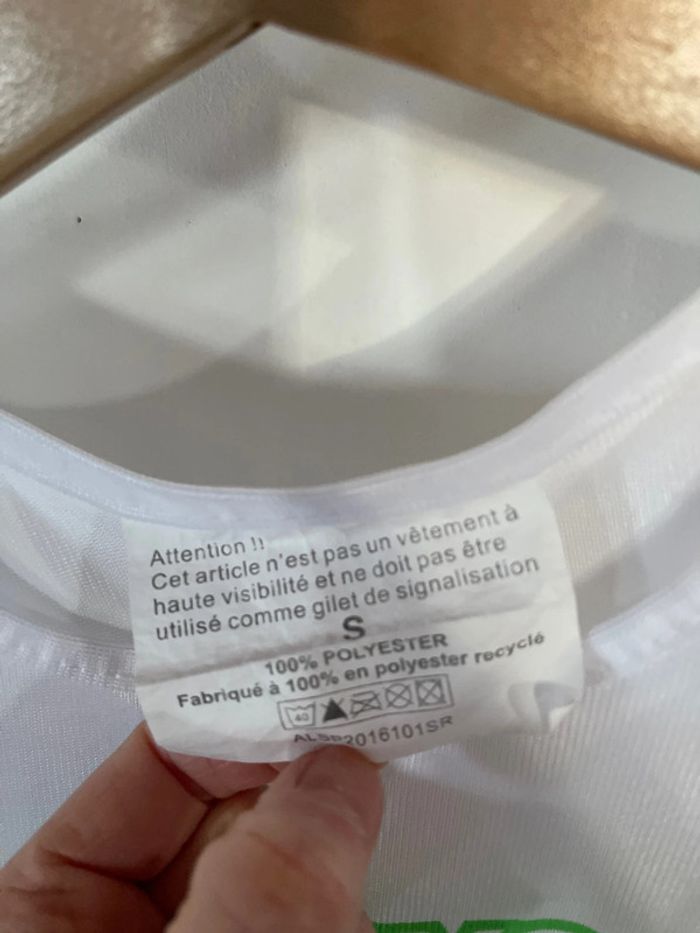 Attention !!
Cet article n'est pas un vêtement à
haute visibilité et ne doit pas être
utilisé comme gilet de signalisation
S
100% POLYESTER
Fabriqué à 100% en polyester recyclé
40